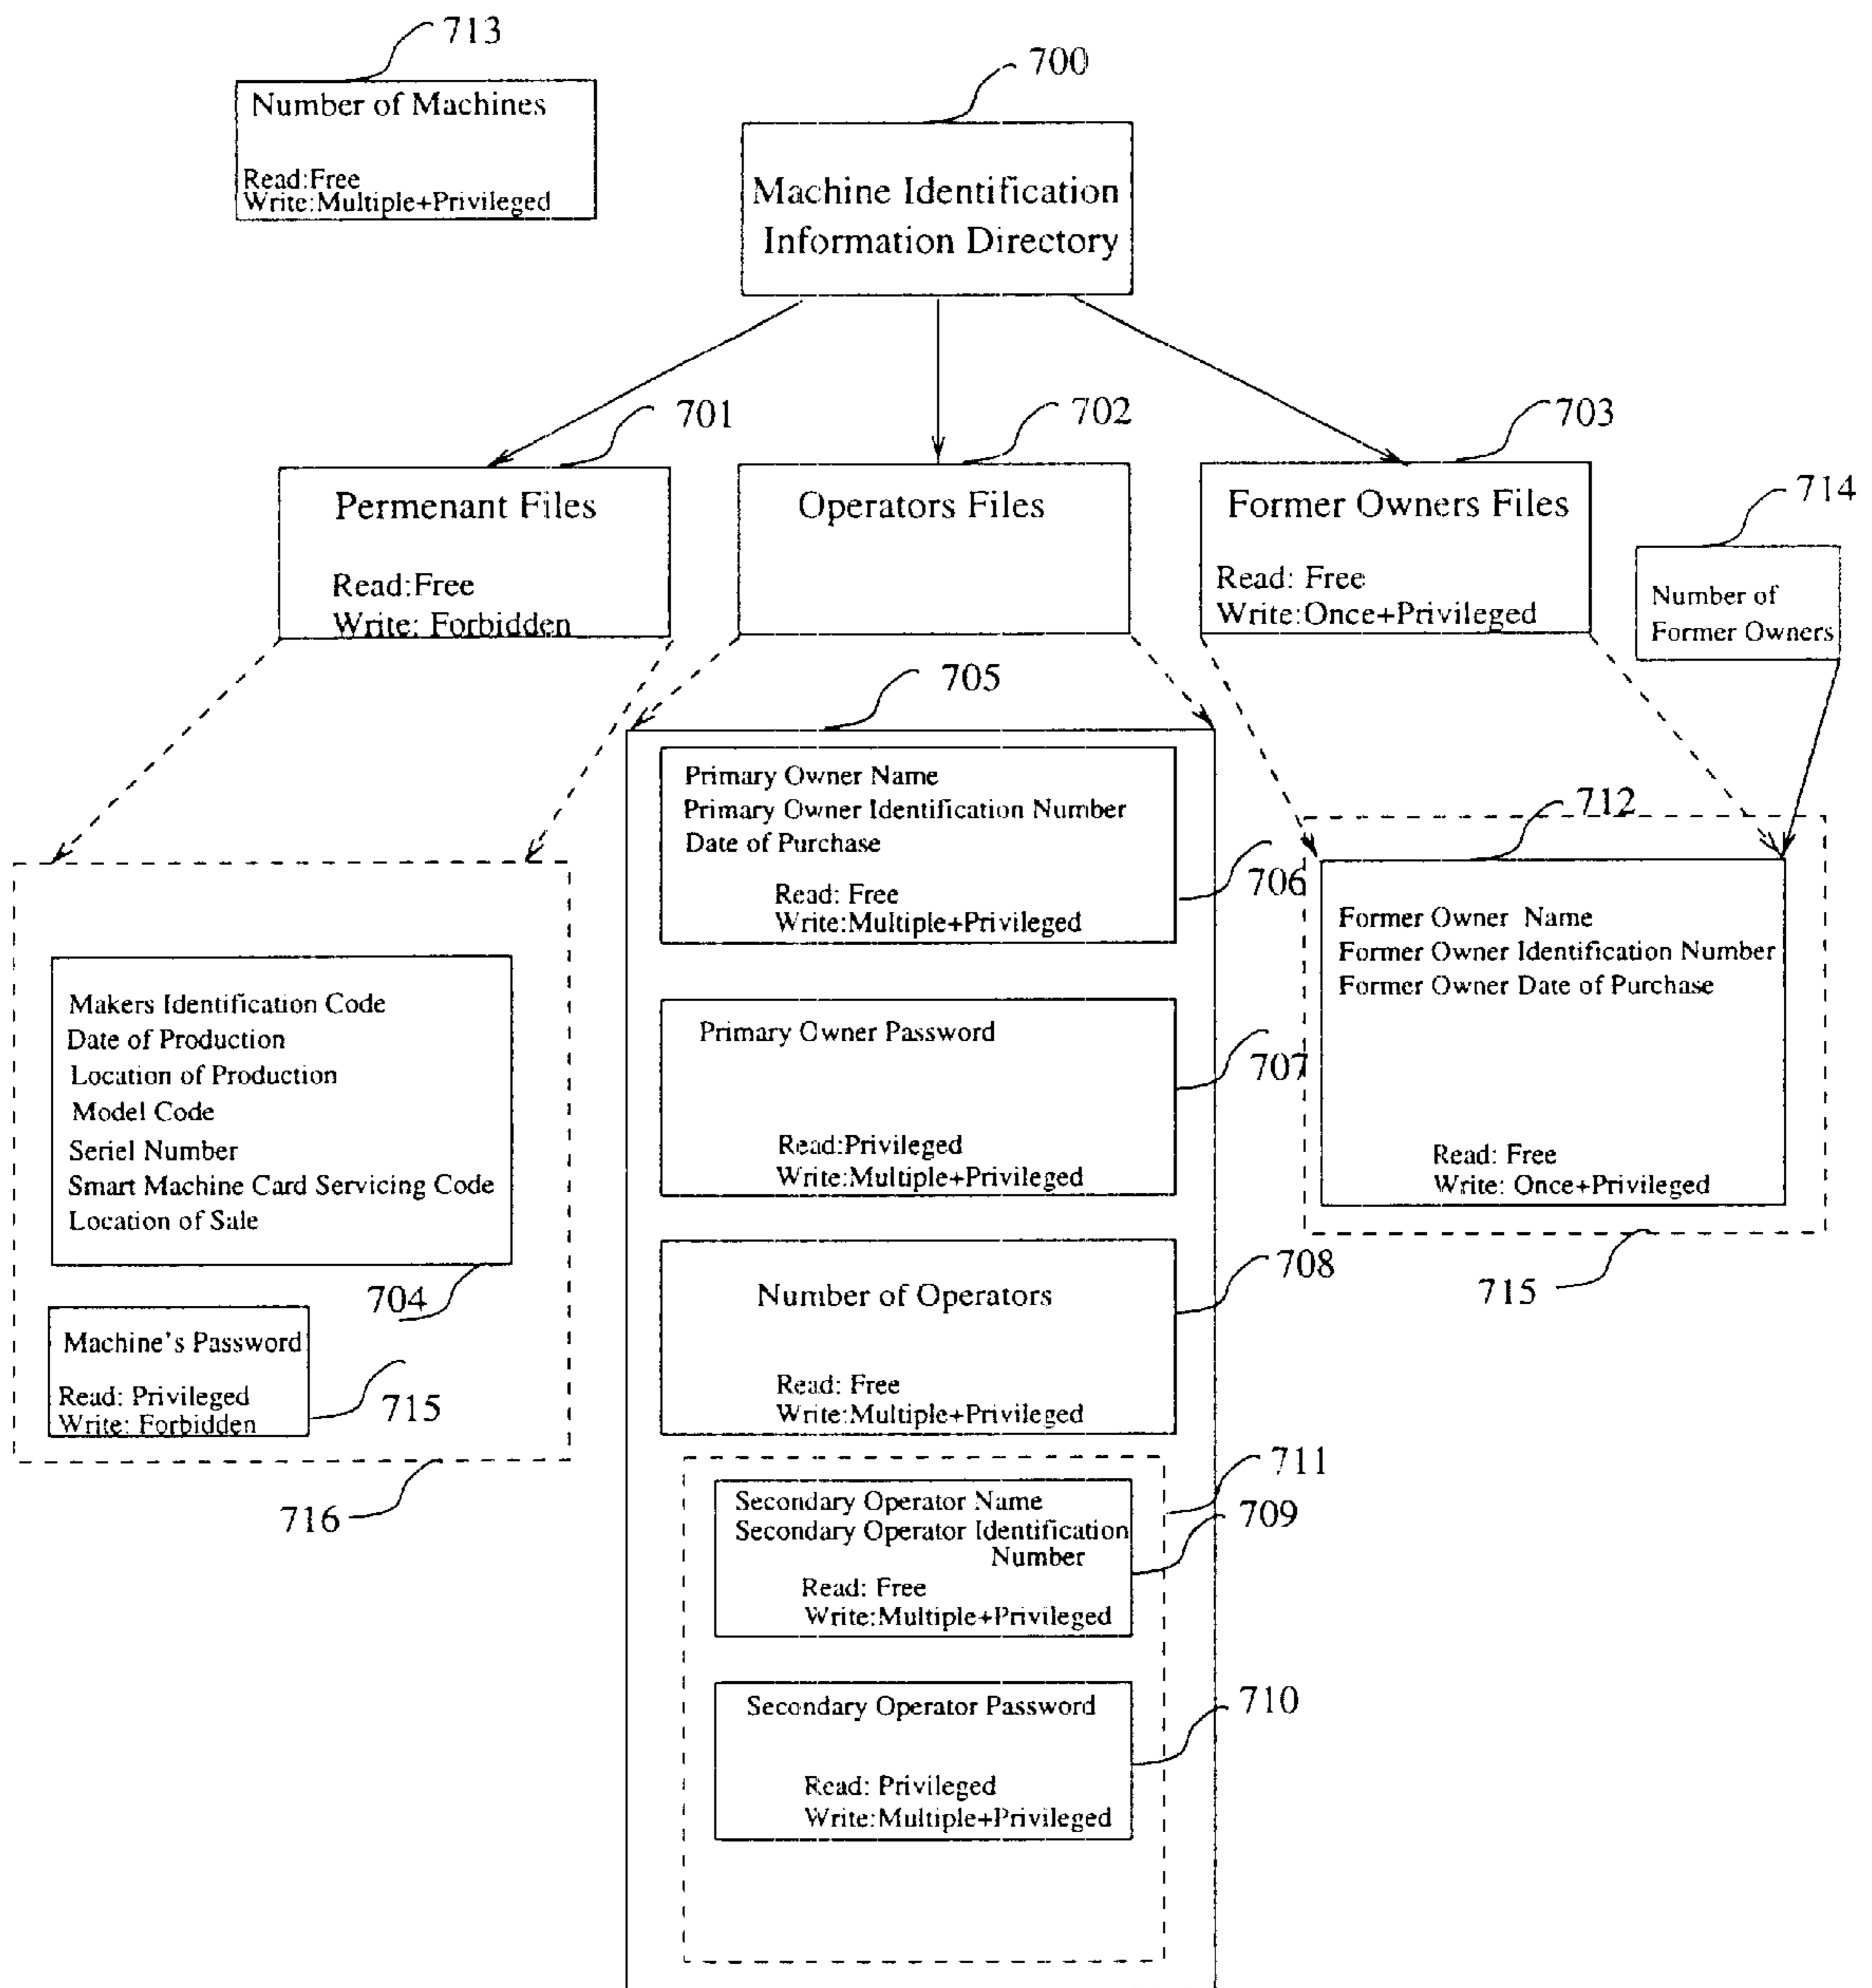 713
Number of Machines
Read:Free
Write:Multiple+Privileged
700
Machine Identification
Information Directory
701
Permenant Files
Read:Free
Write: Forbidden
702
Operators Files
703
Former Owners Files
Read: Free
Write:Once+Privileged
714
Number of
Former Owners
705
Primary Owner Name
Primary Owner Identification Number
Date of Purchase
Read: Free
Write:Multiple+Privileged
706
Primary Owner Password
Read:Privileged
Write:Multiple+Privileged
707
Number of Operators
Read: Free
Write:Multiple+Privileged
708
711
Secondary Operator Name
Secondary Operator Identification
Number
Read: Free
Write:Multiple+Privileged
709
Secondary Operator Password
Read: Privileged
Write:Multiple+Privileged
710
712
Former Owner Name
Former Owner Identification Number
Former Owner Date of Purchase
Read: Free
Write: Once+Privileged
715
Makers Identification Code
Date of Production
Location of Production
Model Code
Seriel Number
Smart Machine Card Servicing Code
Location of Sale
704
Machine's Password
Read: Privileged
Write: Forbidden
715
716